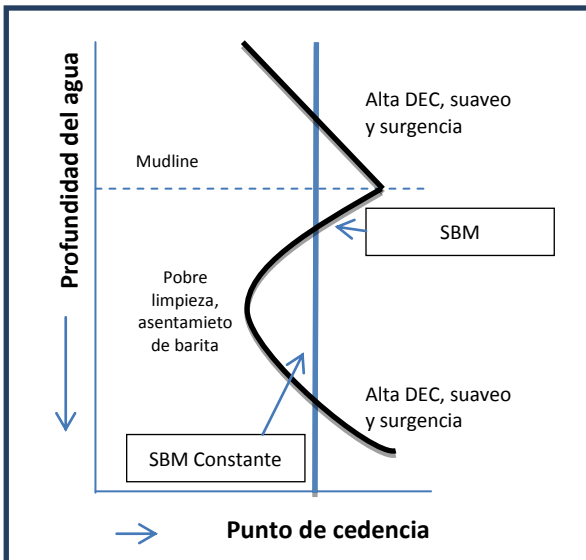 Profundidad del agua
Alta DEC, suaveo
y surgencia
Mudline
SBM
Pobre
limpieza,
asentamieto
de barita
Alta DEC, suaveo
y surgencia
SBM Constante
Punto de cedencia